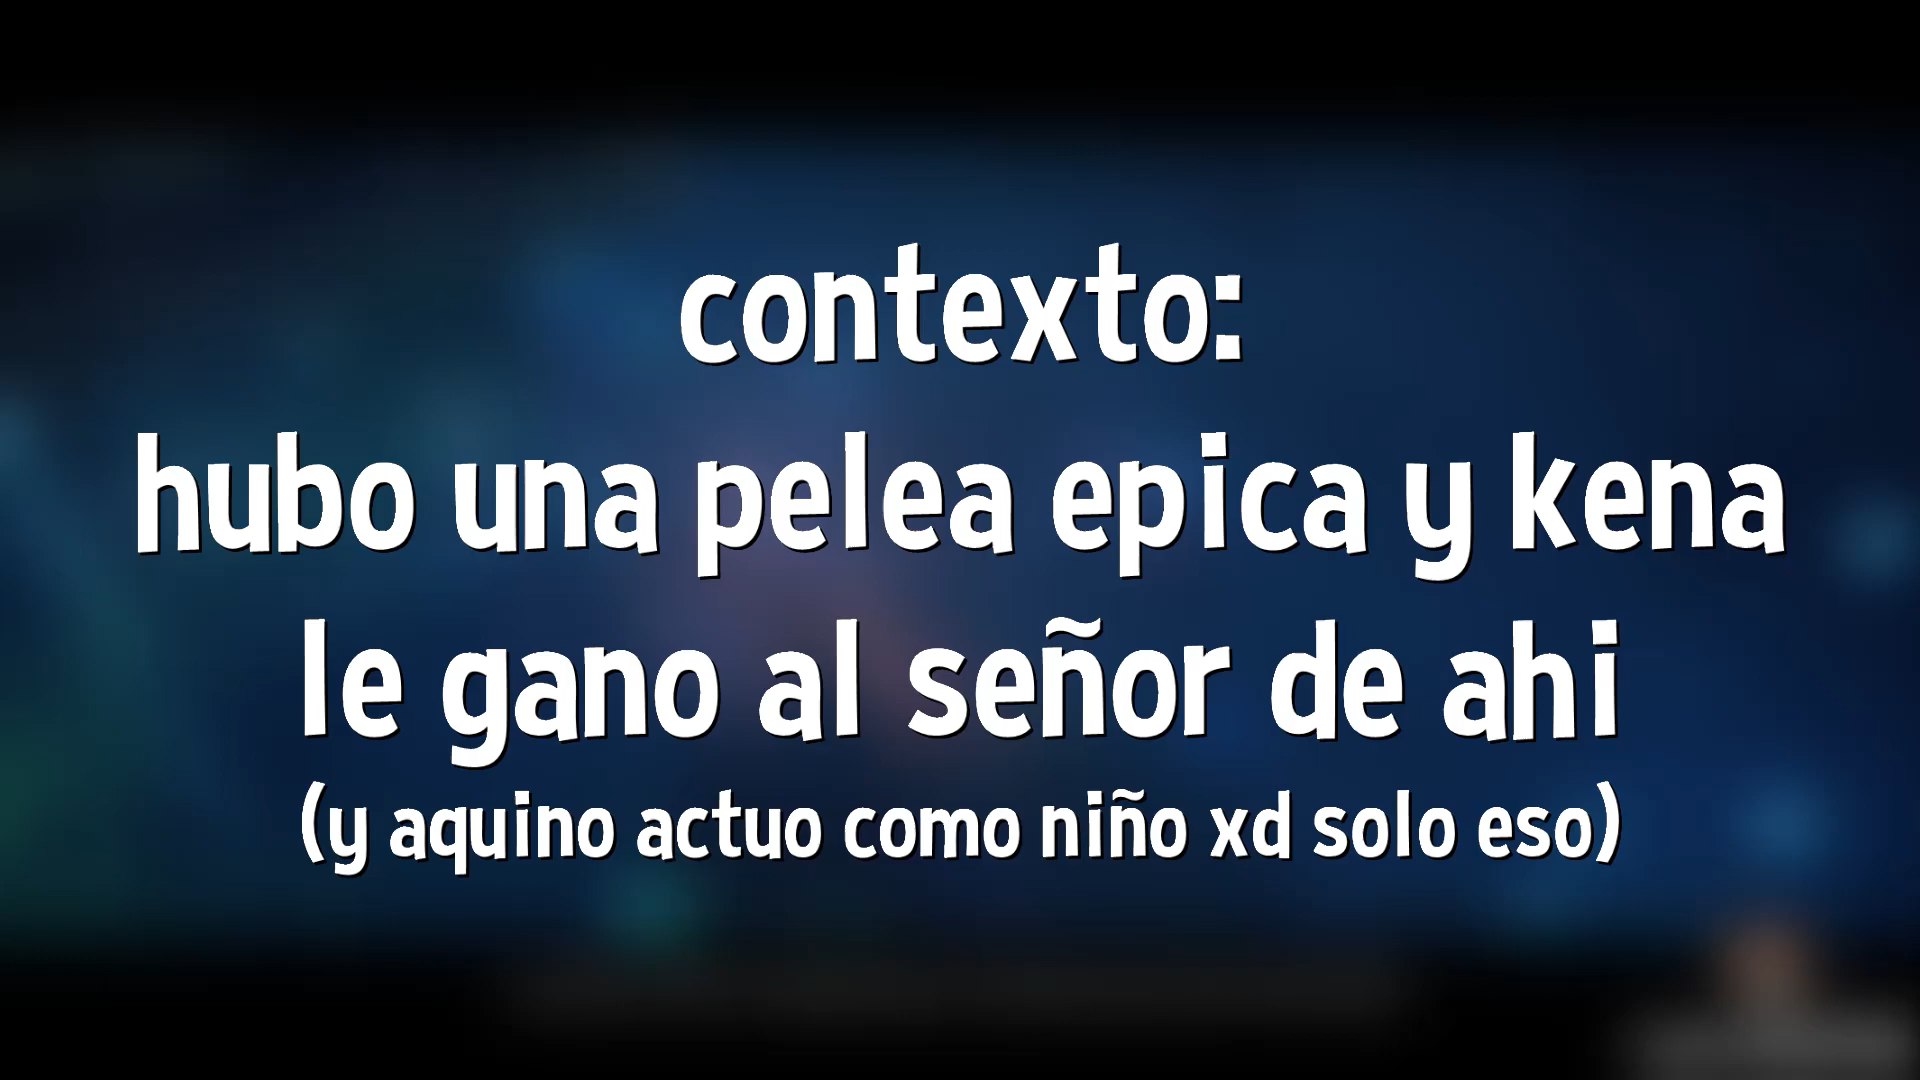 contexto:
hubo una pelea epica y kena
le gano al señor de ahi
(y aquino actuo como niño xd solo eso)